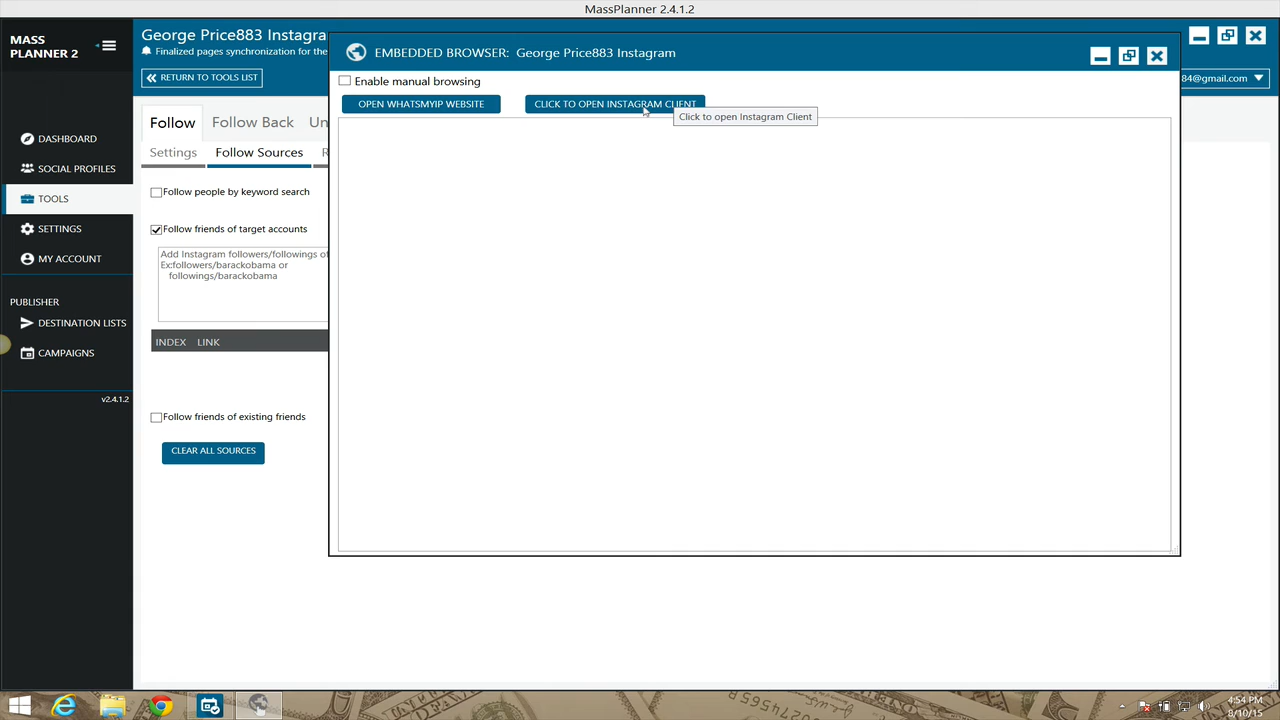 MassPlanner 2.4.1.2
MASS
PLANNER 2
DASHBOARD
SOCIAL PROFILES
TOOLS
SETTINGS
MY ACCOUNT
PUBLISHER
DESTINATION LISTS
CAMPAIGNS
v2.4.1.2
George Price883 Instagra
Finalized pages synchronization for the
RETURN TO TOOLS LIST
84@gmail.com
Follow
Follow Back
Un
Settings
Follow Sources
Follow people by keyword search
Follow friends of target accounts
Add Instagram followers/followings of
Ex:followers/barackobama or
followings/barackobama
INDEX LINK
Follow friends of existing friends
CLEAR ALL SOURCES
EMBEDDED BROWSER: George Price883 Instagram
Enable manual browsing
OPEN WHATSMYIP WEBSITE
CLICK TO OPEN INSTAGRAM CLIENT
Click to open Instagram Client
4:54 PM
8/10/15